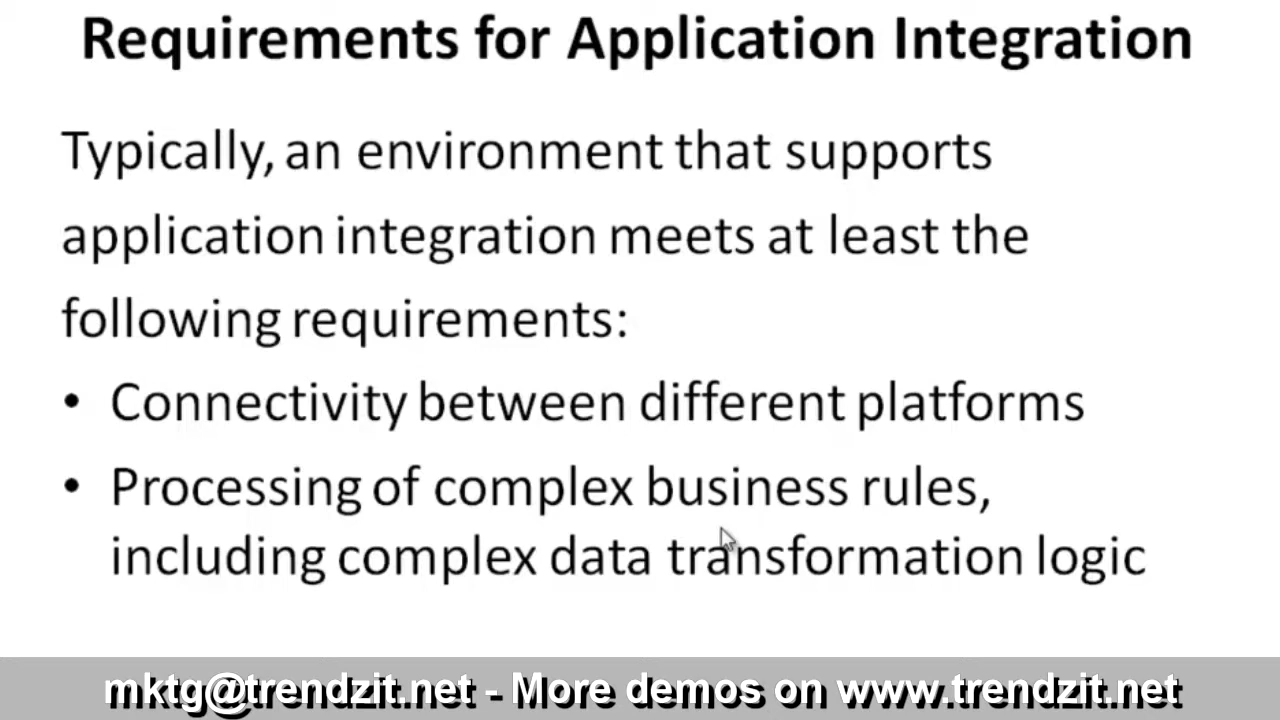 Requirements for Application Integration
Typically, an environment that supports
application integration meets at least the
following requirements:
• Connectivity between different platforms
• Processing of complex business rules,
including complex data transformation logic
mktg@trendzit.net - More demos on www.trendzit.net